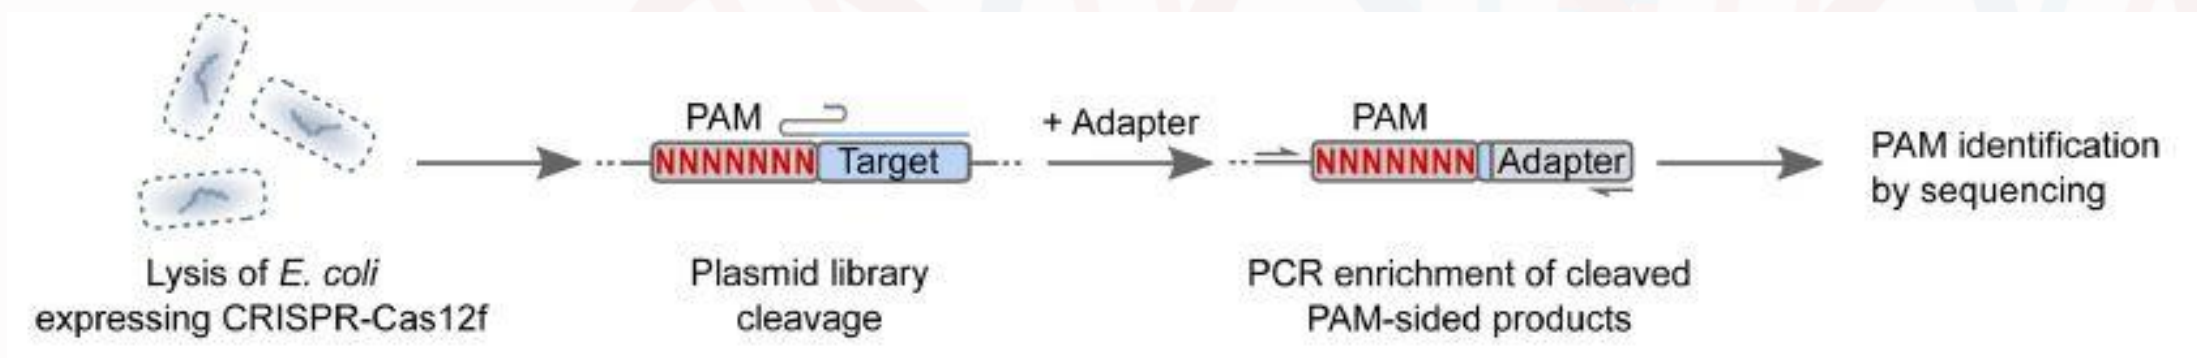 Lysis of E. coli
expressing CRISPR-Cas12f
PAM
NNNNNNN Target
Plasmid library
cleavage
+ Adapter
PAM
NNNNNNN Adapter
PCR enrichment of cleaved
PAM-sided products
PAM identification
by sequencing